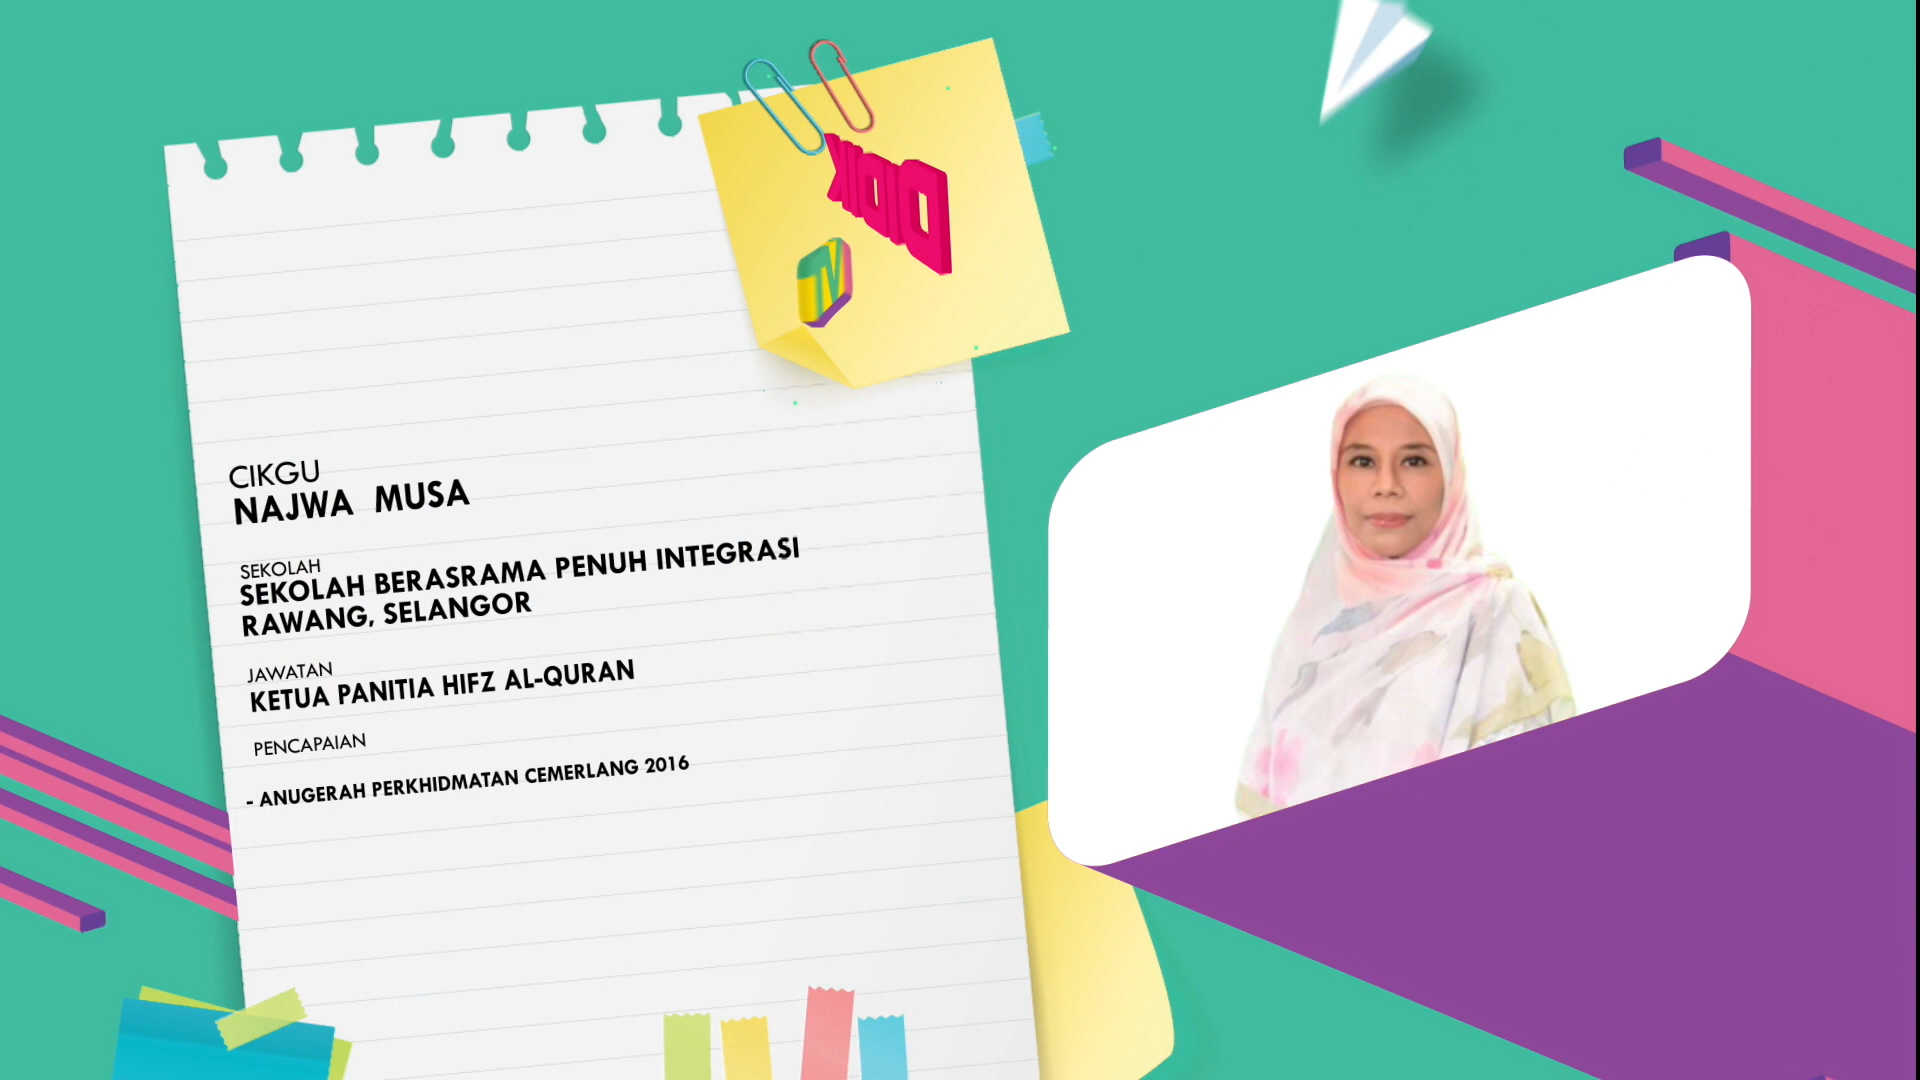 DIDIK
TV
CIKGU
NAJWA MUSA
SEKOLAH
SEKOLAH BERASRAMA PENUH INTEGRASI
RAWANG, SELANGOR
JAWATAN
KETUA PANITIA HIFZ AL-QURAN
PENCAPAIAN
- ANUGERAH PERKHIDMATAN CEMERLANG 2016